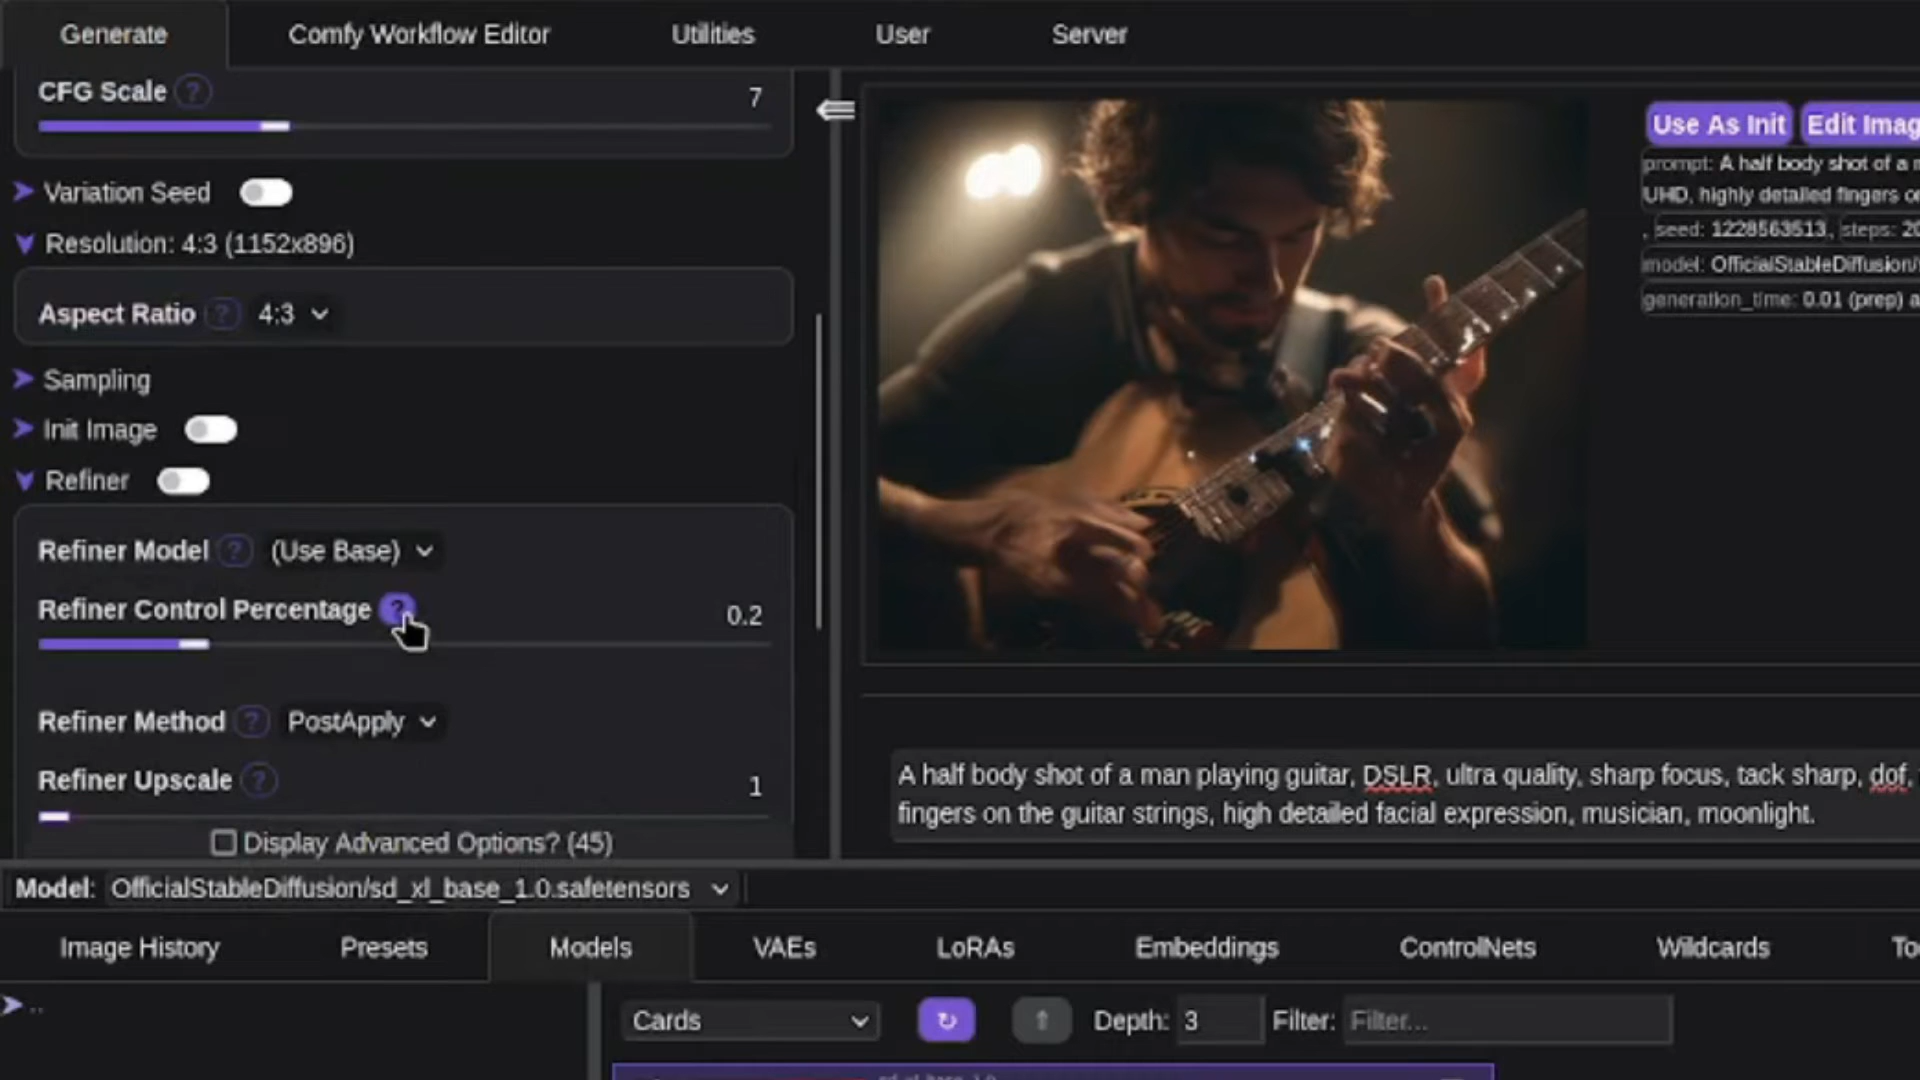 Generate Comfy Workflow Editor Utilities User Server
CFG Scale ? 7
Variation Seed
Resolution: 4:3 (1152x896)
Aspect Ratio ? 4:3
Sampling
Init Image
Refiner
Refiner Model ? (Use Base)
Refiner Control Percentage ? 0.2
Refiner Method ? PostApply
Refiner Upscale ? 1
Display Advanced Options? (45)
Use As Init Edit Imag
prompt: A half body shot of a m
UHD, highly detailed fingers o
, seed: 1228563513, steps: 20
model: OfficialStableDiffusion/
generation_time: 0.01 (prep) a
A half body shot of a man playing guitar, DSLR, ultra quality, sharp focus, tack sharp, dof,
fingers on the guitar strings, high detailed facial expression, musician, moonlight.
Model: OfficialStableDiffusion/sd_xl_base_1.0.safetensors
Image History Presets Models VAEs LoRAs Embeddings ControlNets Wildcards To
..
Cards Depth: 3 Filter: Filter...